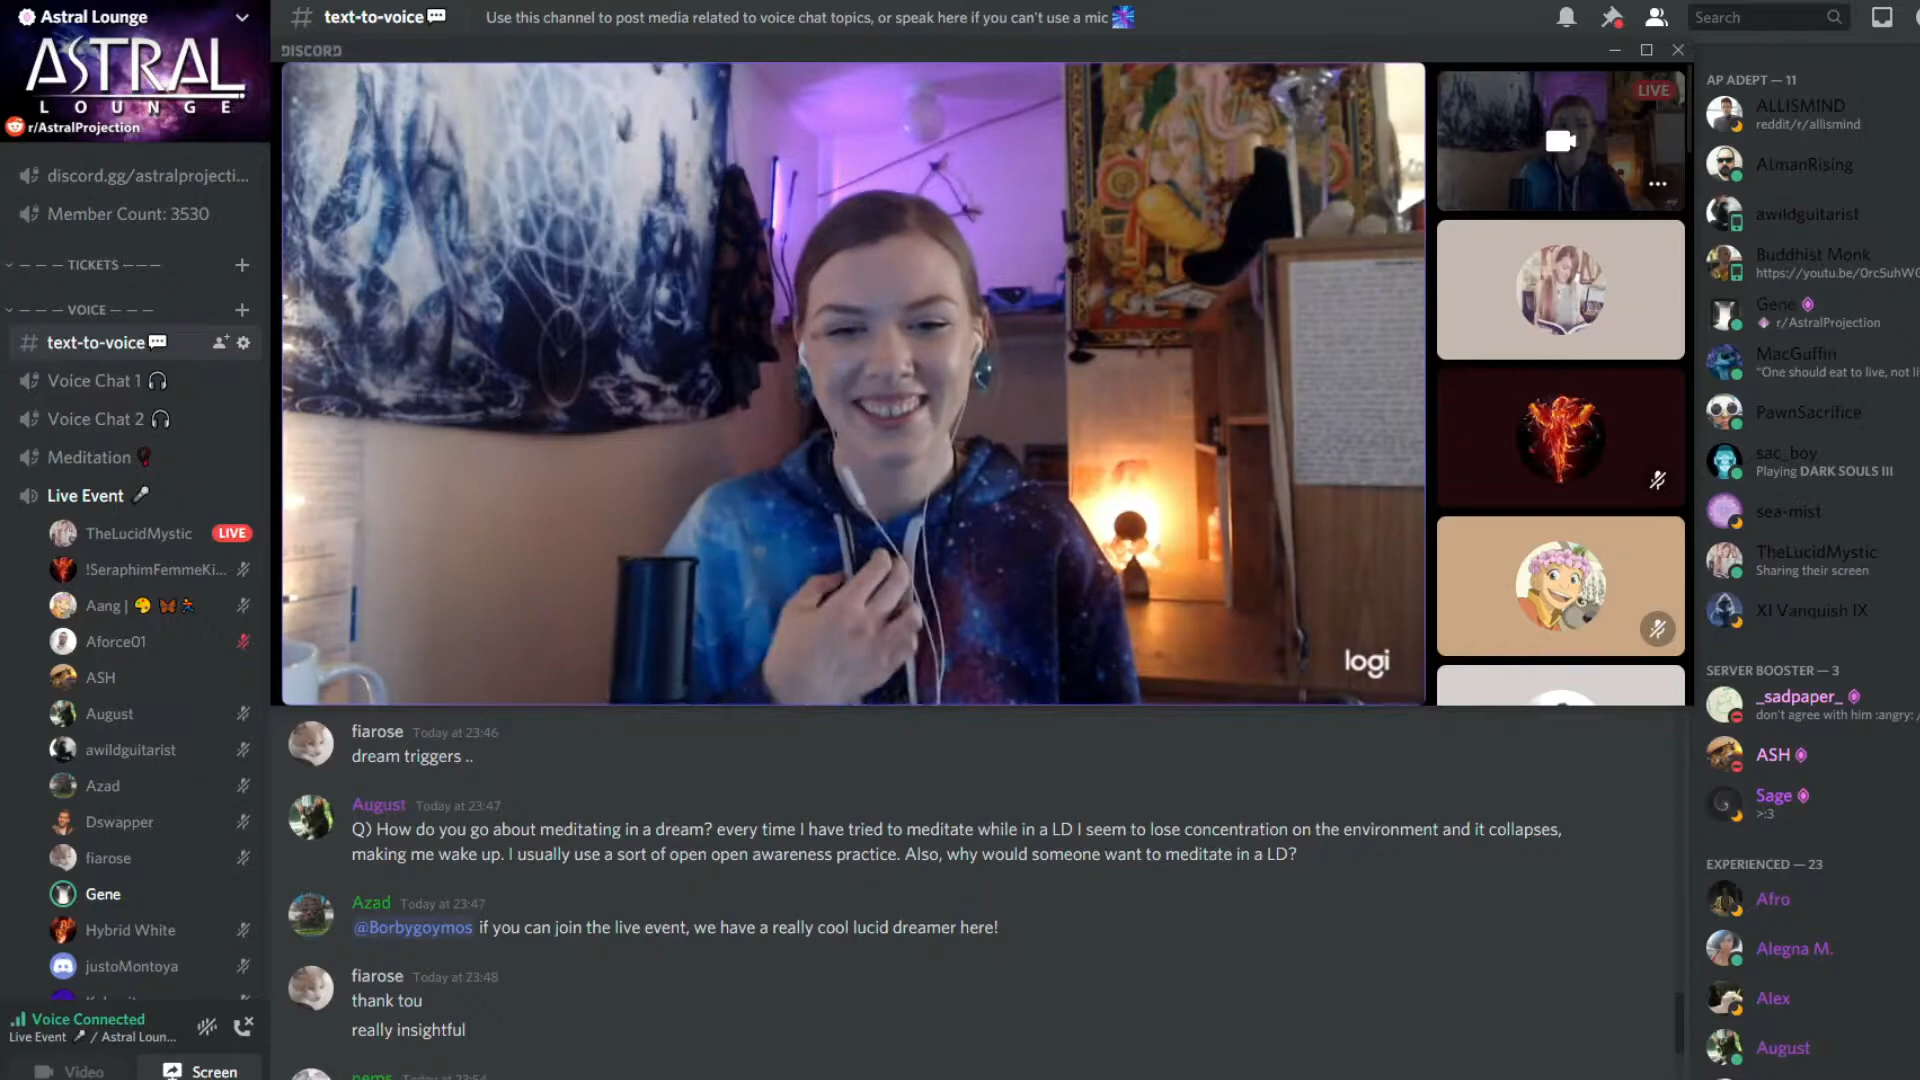 Astral Lounge
ASTRAL
LOUNGE
r/AstralProjection
discord.gg/astralprojecti...
Member Count: 3530
TICKETS
VOICE
text-to-voice
Voice Chat 1
Voice Chat 2
Meditation
Live Event
TheLucidMystic LIVE
!SeraphimFemmeKi...
Aang |
Aforce01
ASH
August
awildguitarist
Azad
Dswapper
fiarose
Gene
Hybrid White
justoMontoya
Voice Connected
Live Event / Astral Loun...
Video Screen
text-to-voice Use this channel to post media related to voice chat topics, or speak here if you can't use a mic
Search
DISCORD
LIVE
logi
fiarose Today at 23:46
dream triggers ..
August Today at 23:47
Q) How do you go about meditating in a dream? every time I have tried to meditate while in a LD I seem to lose concentration on the environment and it collapses,
making me wake up. I usually use a sort of open open awareness practice. Also, why would someone want to meditate in a LD?
Azad Today at 23:47
@Borbygoymos if you can join the live event, we have a really cool lucid dreamer here!
fiarose Today at 23:48
thank tou
really insightful
AP ADEPT — 11
ALLISMIND
reddit/r/allismind
AtmanRising
awildguitarist
Buddhist Monk
https://youtu.be/0rc5uhW
Gene
r/AstralProjection
MacGuffin
"One should eat to live, not li
PawnSacrifice
sac_boy
Playing DARK SOULS III
sea-mist
TheLucidMystic
Sharing their screen
XI Vanquish IX
SERVER BOOSTER — 3
_sadpaper_
don't agree with him :angry: /
ASH
Sage
>:3
EXPERIENCED — 23
Afro
Alegna M.
Alex
August